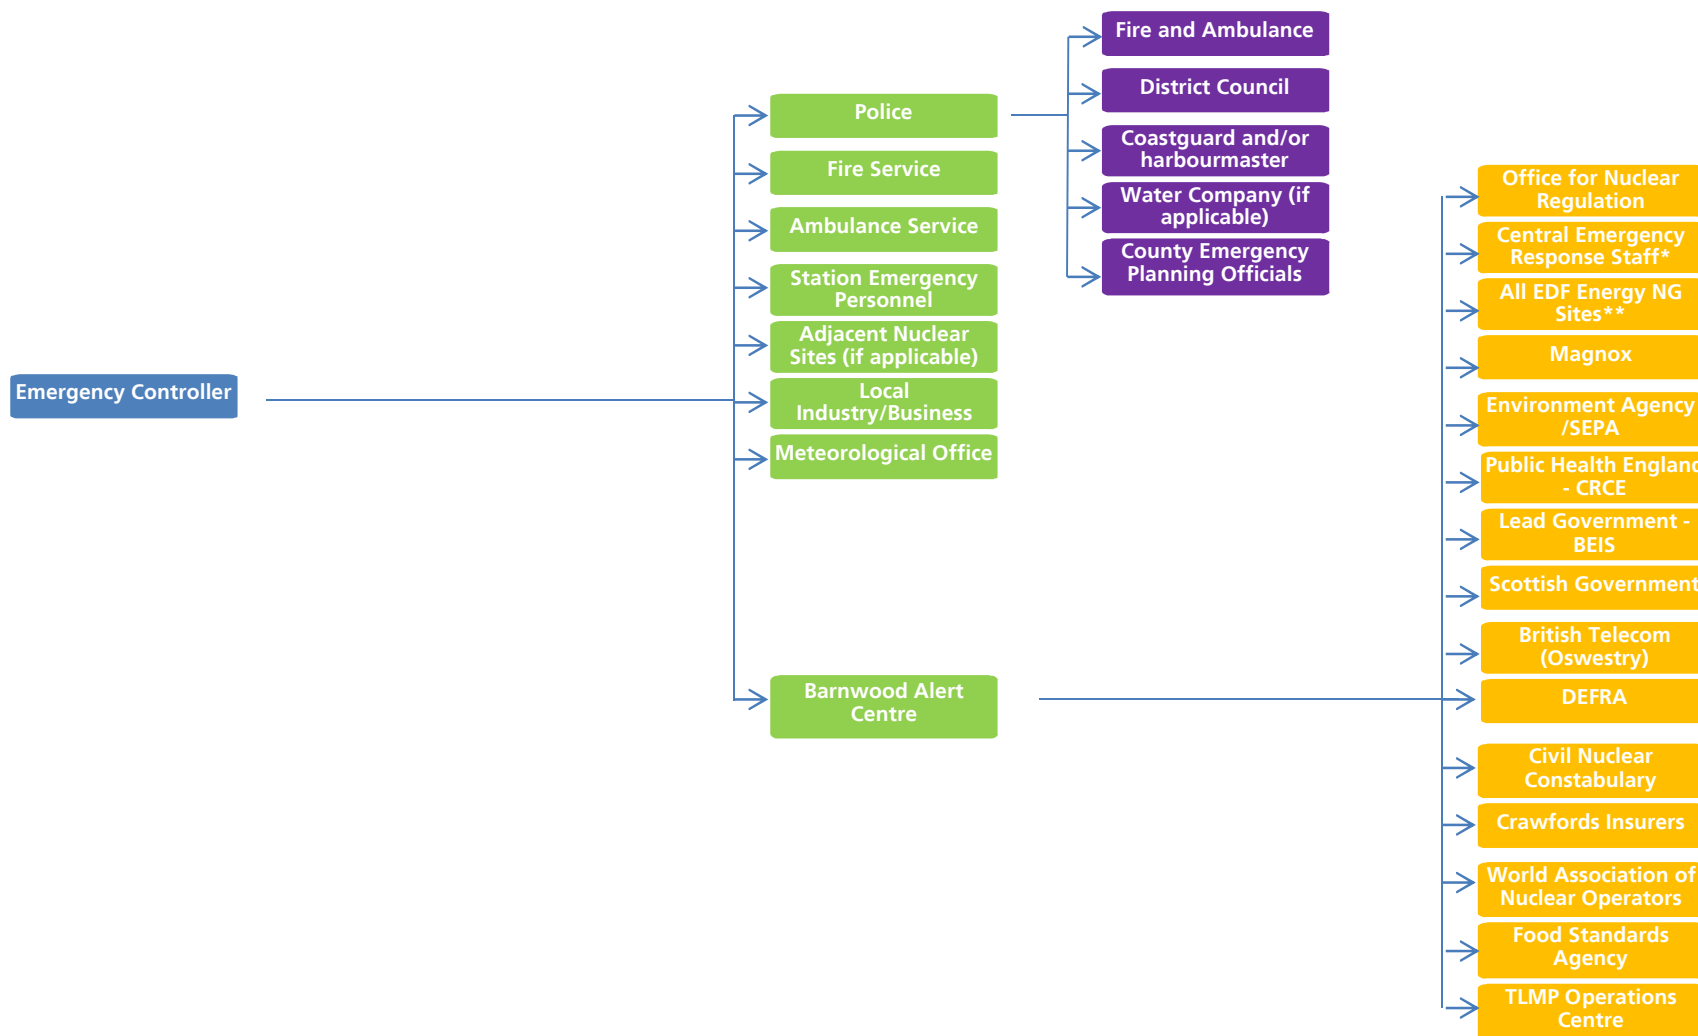 Emergency Controller
Police
Fire Service
Ambulance Service
Station Emergency
Personnel
Adjacent Nuclear
Sites (if applicable)
Local
Industry/Business
Meteorological Office
Barnwood Alert
Centre
Fire and Ambulance
District Council
Coastguard and/or
harbourmaster
Water Company (if
applicable)
County Emergency
Planning Officials
Office for Nuclear
Regulation
Central Emergency
Response Staff*
All EDF Energy NG
Sites**
Magnox
Environment Agency
/SEPA
Public Health England
- CRCE
Lead Government -
BEIS
Scottish Government
British Telecom
(Oswestry)
DEFRA
Civil Nuclear
Constabulary
Crawfords Insurers
World Association of
Nuclear Operators
Food Standards
Agency
TLMP Operations
Centre